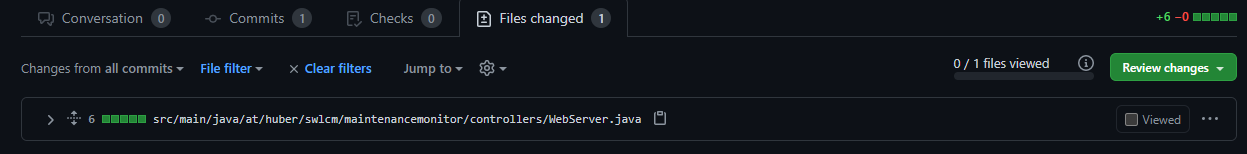 Conversation 0 Commits 1 Checks 0 Files changed 1 +6 −0
Changes from all commits File filter Clear filters Jump to 0 / 1 files viewed Review changes
6 src/main/java/at/huber/swlcm/maintenancemonitor/controllers/WebServer.java Viewed